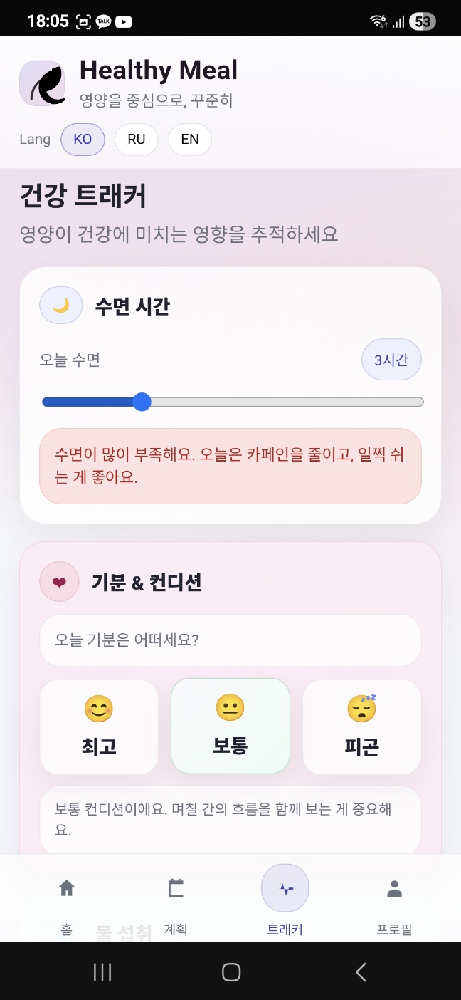 18:05
TALK
6
53
Healthy Meal
영양을 중심으로, 꾸준히
Lang KO RU EN
건강 트래커
영양이 건강에 미치는 영향을 추적하세요
수면 시간
오늘 수면 3시간
수면이 많이 부족해요. 오늘은 카페인을 줄이고, 일찍 쉬
는 게 좋아요.
기분 & 컨디션
오늘 기분은 어떠세요?
최고 보통 피곤
보통 컨디션이에요. 며칠 간의 흐름을 함께 보는 게 중요해
요.
물 섭취
홈 계획 트래커 프로필